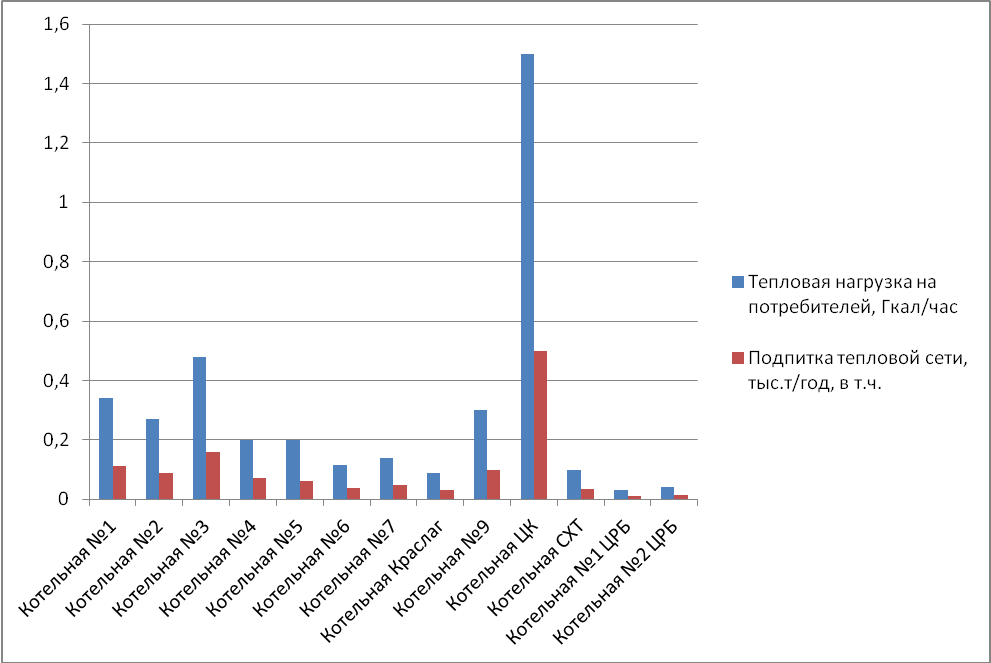 1,6
1,4
1,2
1
0,8
0,6
0,4
0,2
0
Котельная №1
Котельная №2
Котельная №3
Котельная №4
Котельная №5
Котельная №6
Котельная №7
Котельная Краслаг
Котельная №9
Котельная ЦК
Котельная СХТ
Котельная №1 ЦРБ
Котельная №2 ЦРБ
Тепловая нагрузка на
потребителей, Гкал/час
Подпитка тепловой сети,
тыс.т/год, в т.ч.